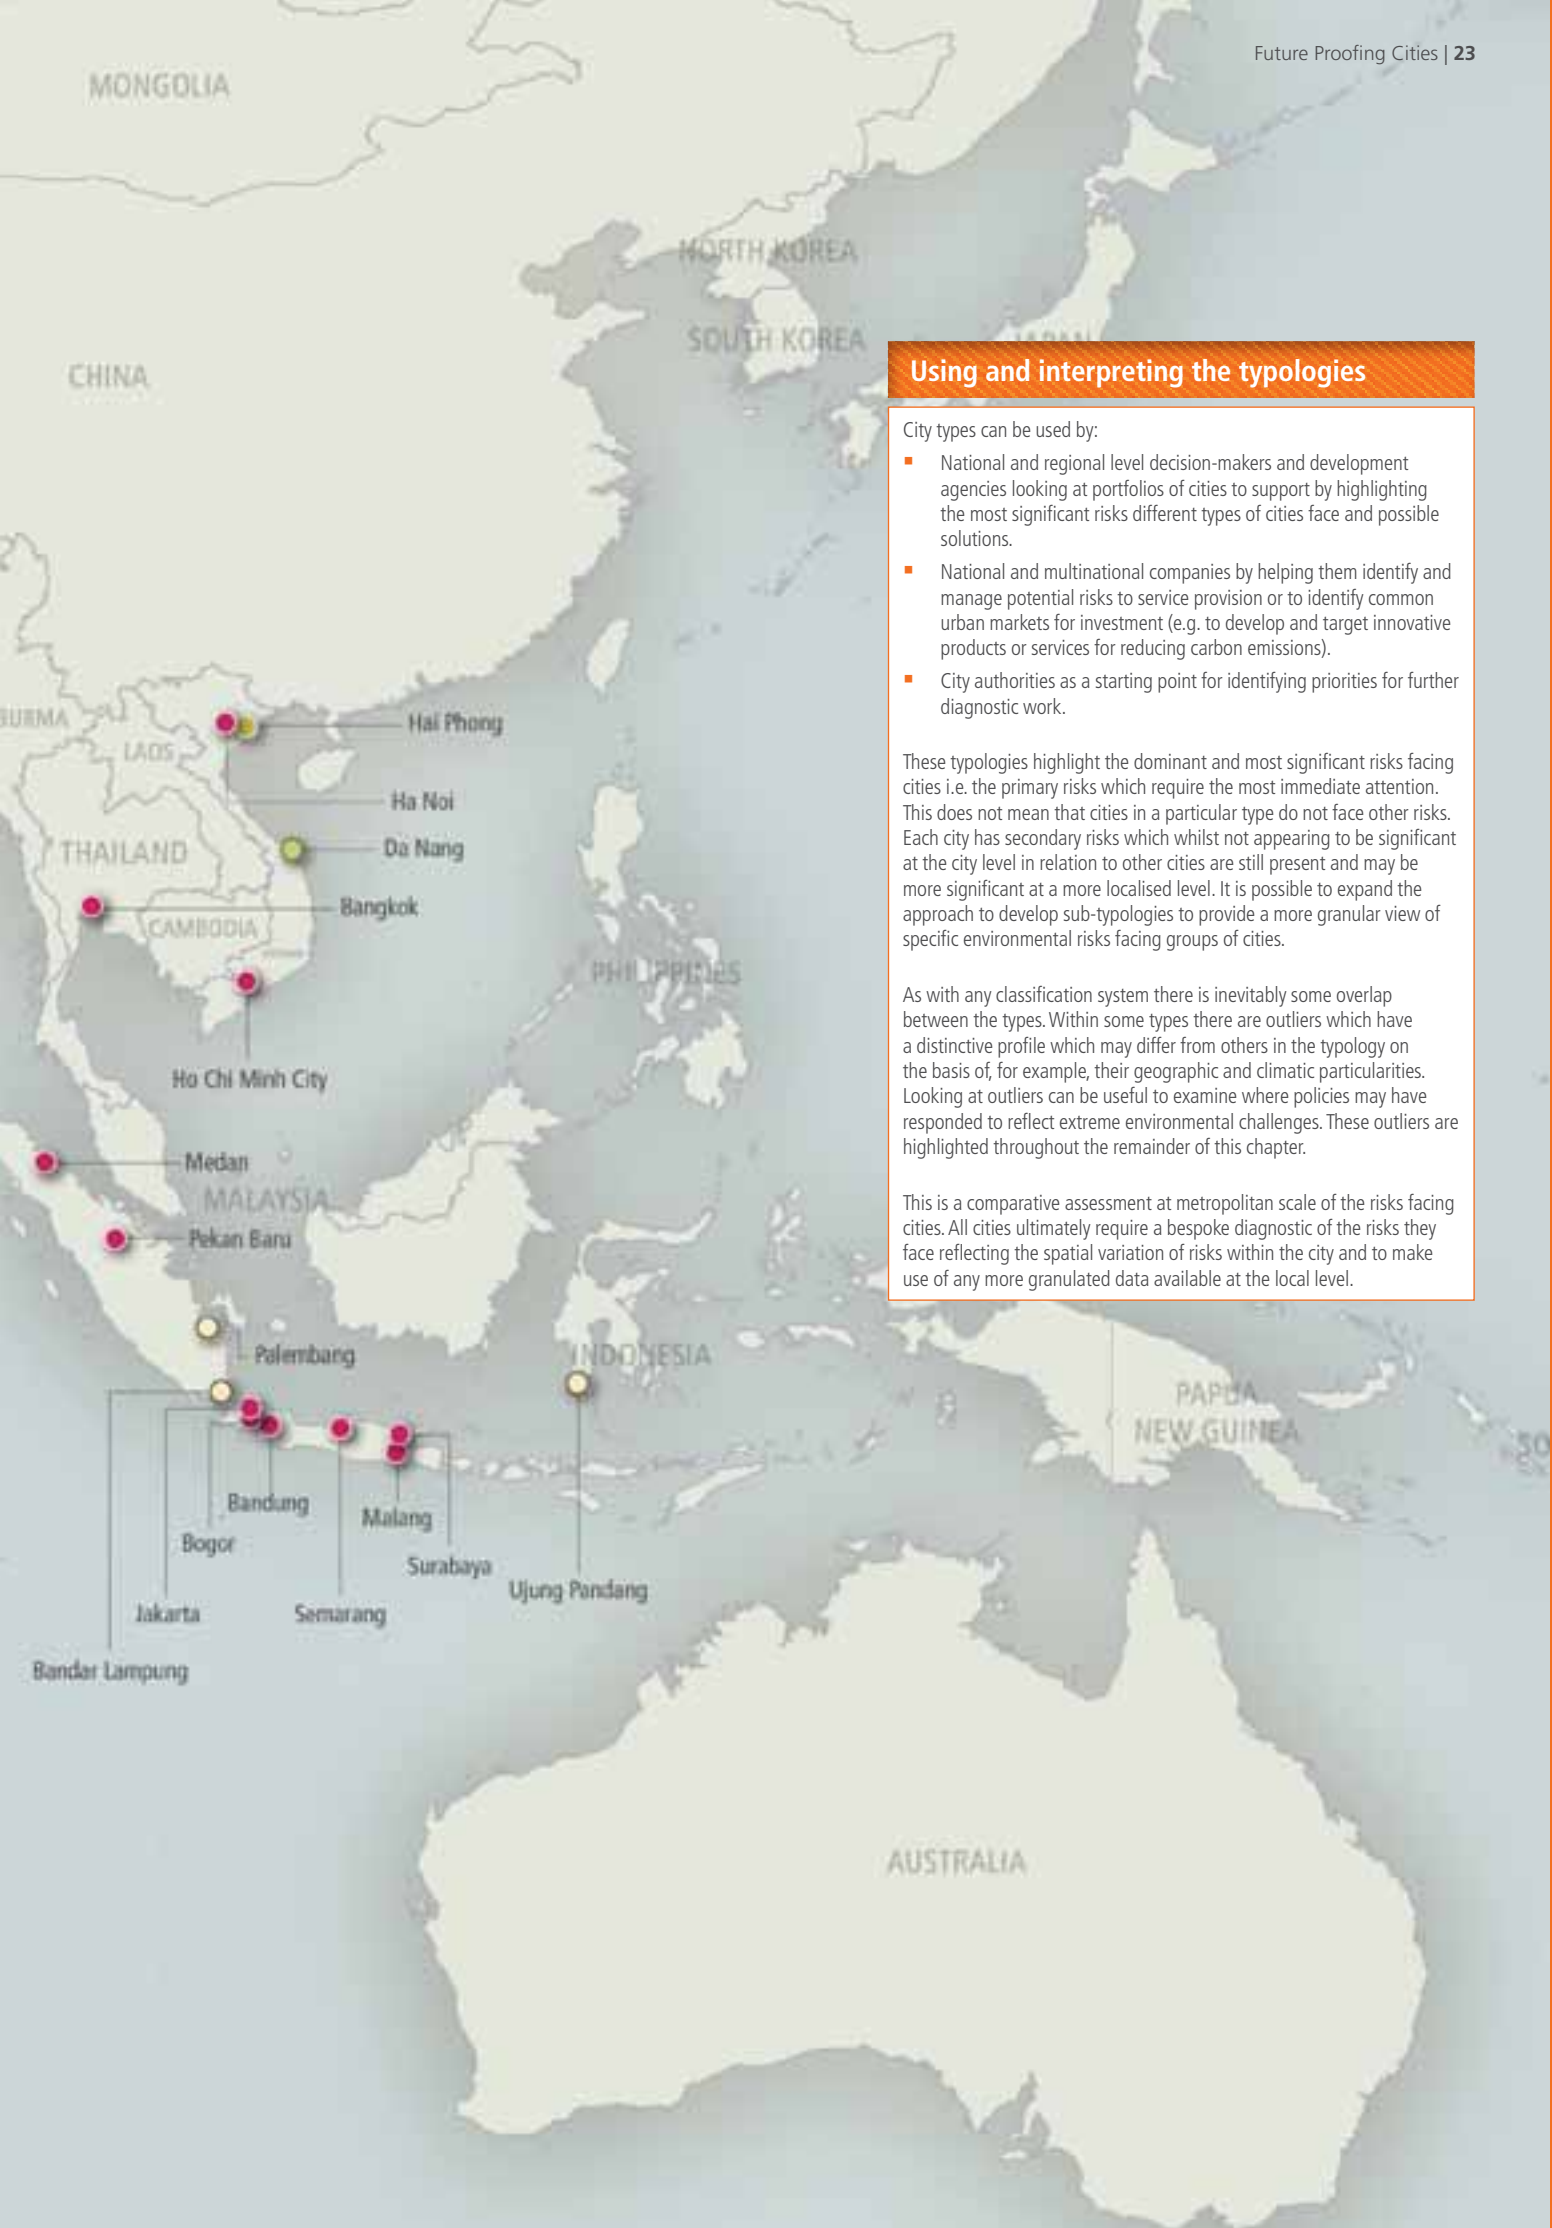 Future Proofing Cities | 23
MONGOLIA
NORTH KOREA
SOUTH KOREA
JAPAN
CHINA
Using and interpreting the typologies
City types can be used by:
▪ National and regional level decision-makers and development
agencies looking at portfolios of cities to support by highlighting
the most significant risks different types of cities face and possible
solutions.
▪ National and multinational companies by helping them identify and
manage potential risks to service provision or to identify common
urban markets for investment (e.g. to develop and target innovative
products or services for reducing carbon emissions).
▪ City authorities as a starting point for identifying priorities for further
diagnostic work.
These typologies highlight the dominant and most significant risks facing
cities i.e. the primary risks which require the most immediate attention.
This does not mean that cities in a particular type do not face other risks.
Each city has secondary risks which whilst not appearing to be significant
at the city level in relation to other cities are still present and may be
more significant at a more localised level. It is possible to expand the
approach to develop sub-typologies to provide a more granular view of
specific environmental risks facing groups of cities.
As with any classification system there is inevitably some overlap
between the types. Within some types there are outliers which have
a distinctive profile which may differ from others in the typology on
the basis of, for example, their geographic and climatic particularities.
Looking at outliers can be useful to examine where policies may have
responded to reflect extreme environmental challenges. These outliers are
highlighted throughout the remainder of this chapter.
This is a comparative assessment at metropolitan scale of the risks facing
cities. All cities ultimately require a bespoke diagnostic of the risks they
face reflecting the spatial variation of risks within the city and to make
use of any more granulated data available at the local level.
BURMA
Hai Phong
LAOS
Ha Noi
THAILAND
Da Nang
Bangkok
CAMBODIA
PHILIPPINES
Ho Chi Minh City
Medan
MALAYSIA
Pekan Baru
Palembang
INDONESIA
PAPUA
NEW GUINEA
Bandung
Malang
Bogor
Surabaya
Ujung Pandang
Jakarta
Semarang
Bandar Lampung
AUSTRALIA